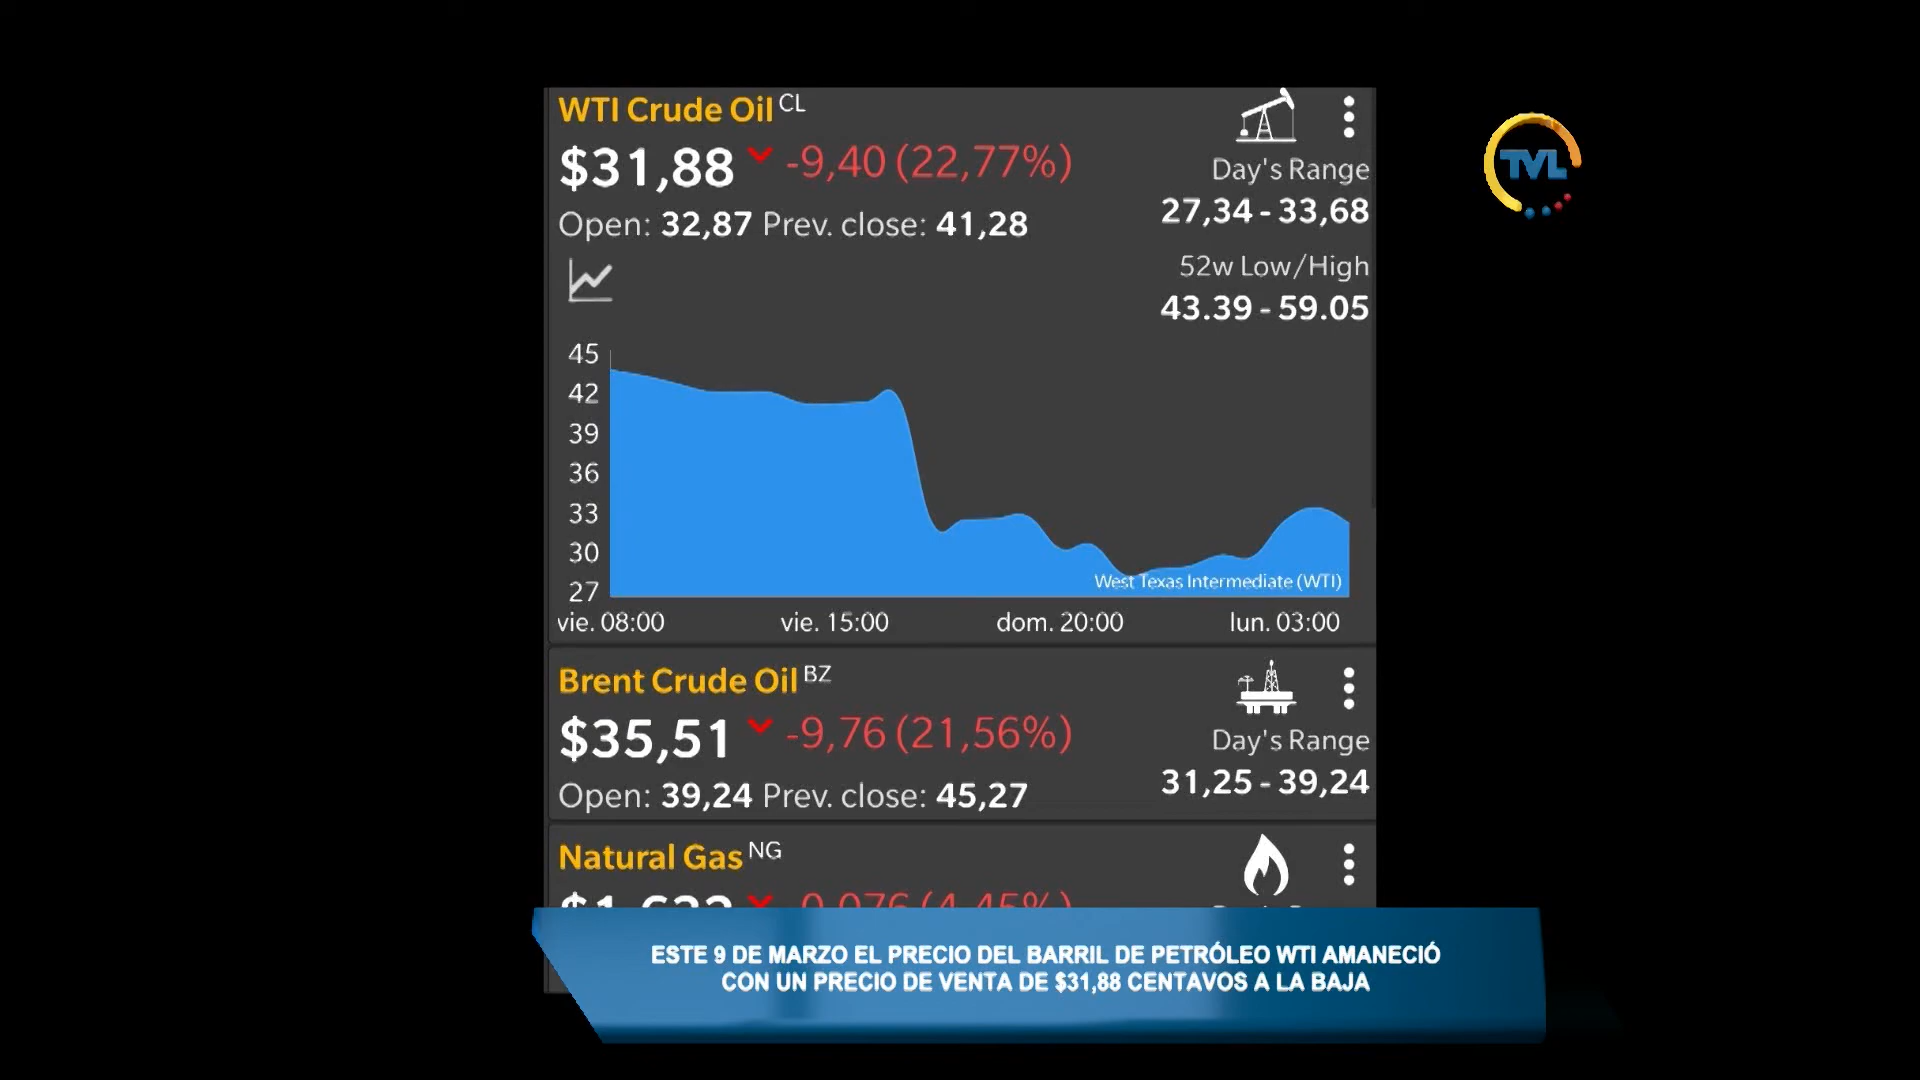 WTI Crude Oil CL
$31,88 -9,40 (22,77%)
Open: 32,87 Prev. close: 41,28
Day's Range
27,34 - 33,68
52w Low/High
43.39 - 59.05
TVL
45
42
39
36
33
30
27
West Texas Intermediate (WTI)
vie. 08:00 vie. 15:00 dom. 20:00 lun. 03:00
Brent Crude Oil BZ
$35,51 -9,76 (21,56%)
Open: 39,24 Prev. close: 45,27
Day's Range
31,25 - 39,24
Natural Gas NG
ESTE 9 DE MARZO EL PRECIO DEL BARRIL DE PETRÓLEO WTI AMANECIÓ
CON UN PRECIO DE VENTA DE $31,88 CENTAVOS A LA BAJA